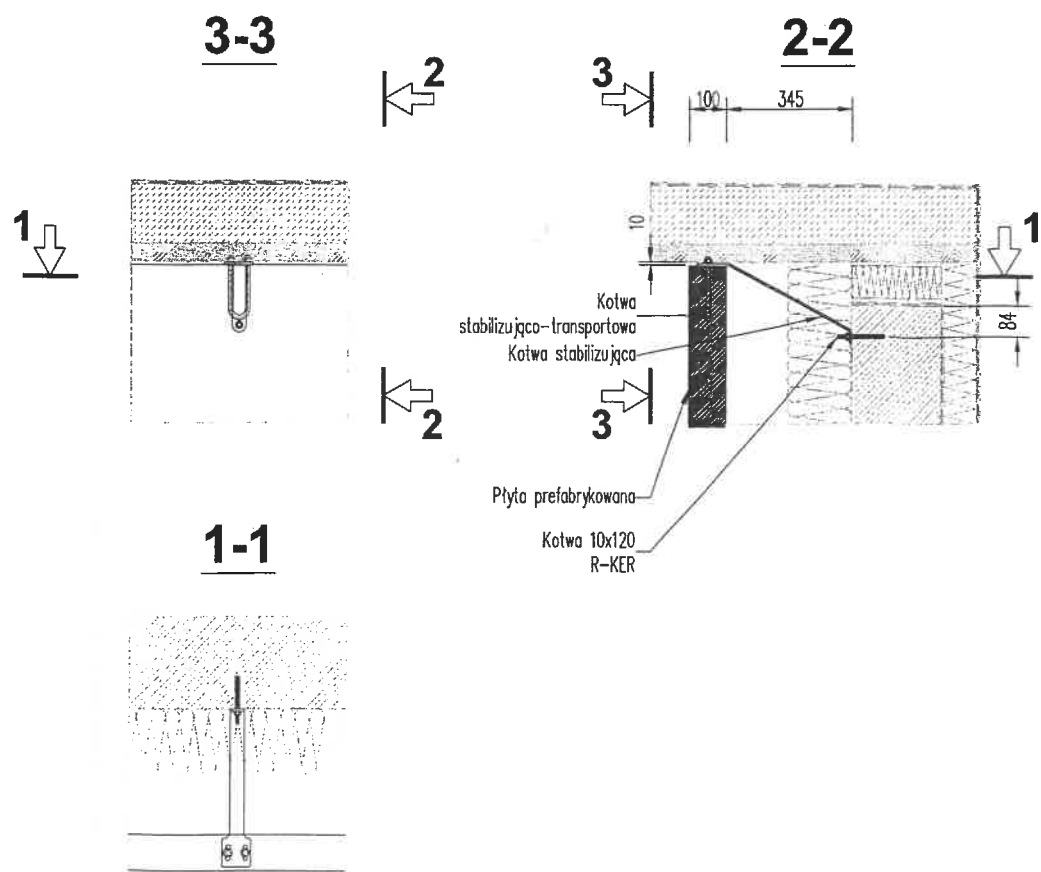 3-3
2-2
2
3
100
345
1
10
1
Kotwa
stabilizująco-transportowa
Kotwa stabilizująca
84
2
3
Płyta prefabrykowana
Kotwa 10x120
R-KER
1-1